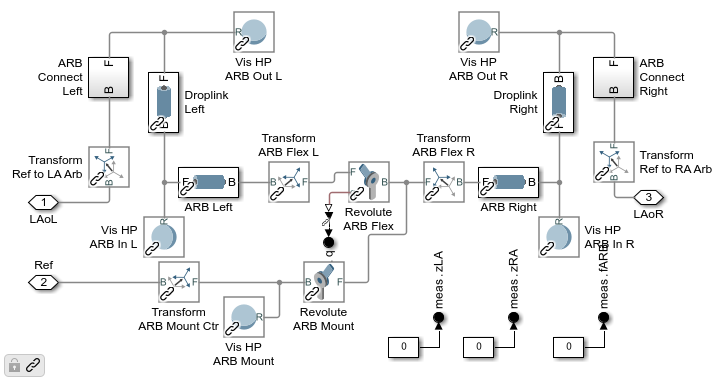 R
Vis HP
ARB Out L
R
Vis HP
ARB Out R
ARB
Connect
Left
F
B
F
B
Droplink
Left
Droplink
Right
B
F
F
B
ARB
Connect
Right
Transform
Ref to LA Arb
F
B
Transform
ARB Flex L
Transform
ARB Flex R
F
B
Transform
Ref to RA Arb
1
LAoL
F
B
ARB Left
B
F
F
B
Revolute
ARB Flex
F
B
F
B
ARB Right
3
LAoR
R
Vis HP
ARB In L
q
R
Vis HP
ARB In R
Ref
2
B
F
Transform
ARB Mount Ctr
R
Vis HP
ARB Mount
B
F
Revolute
ARB Mount
meas.zLA
meas.zRA
meas.fARB
0
0
0